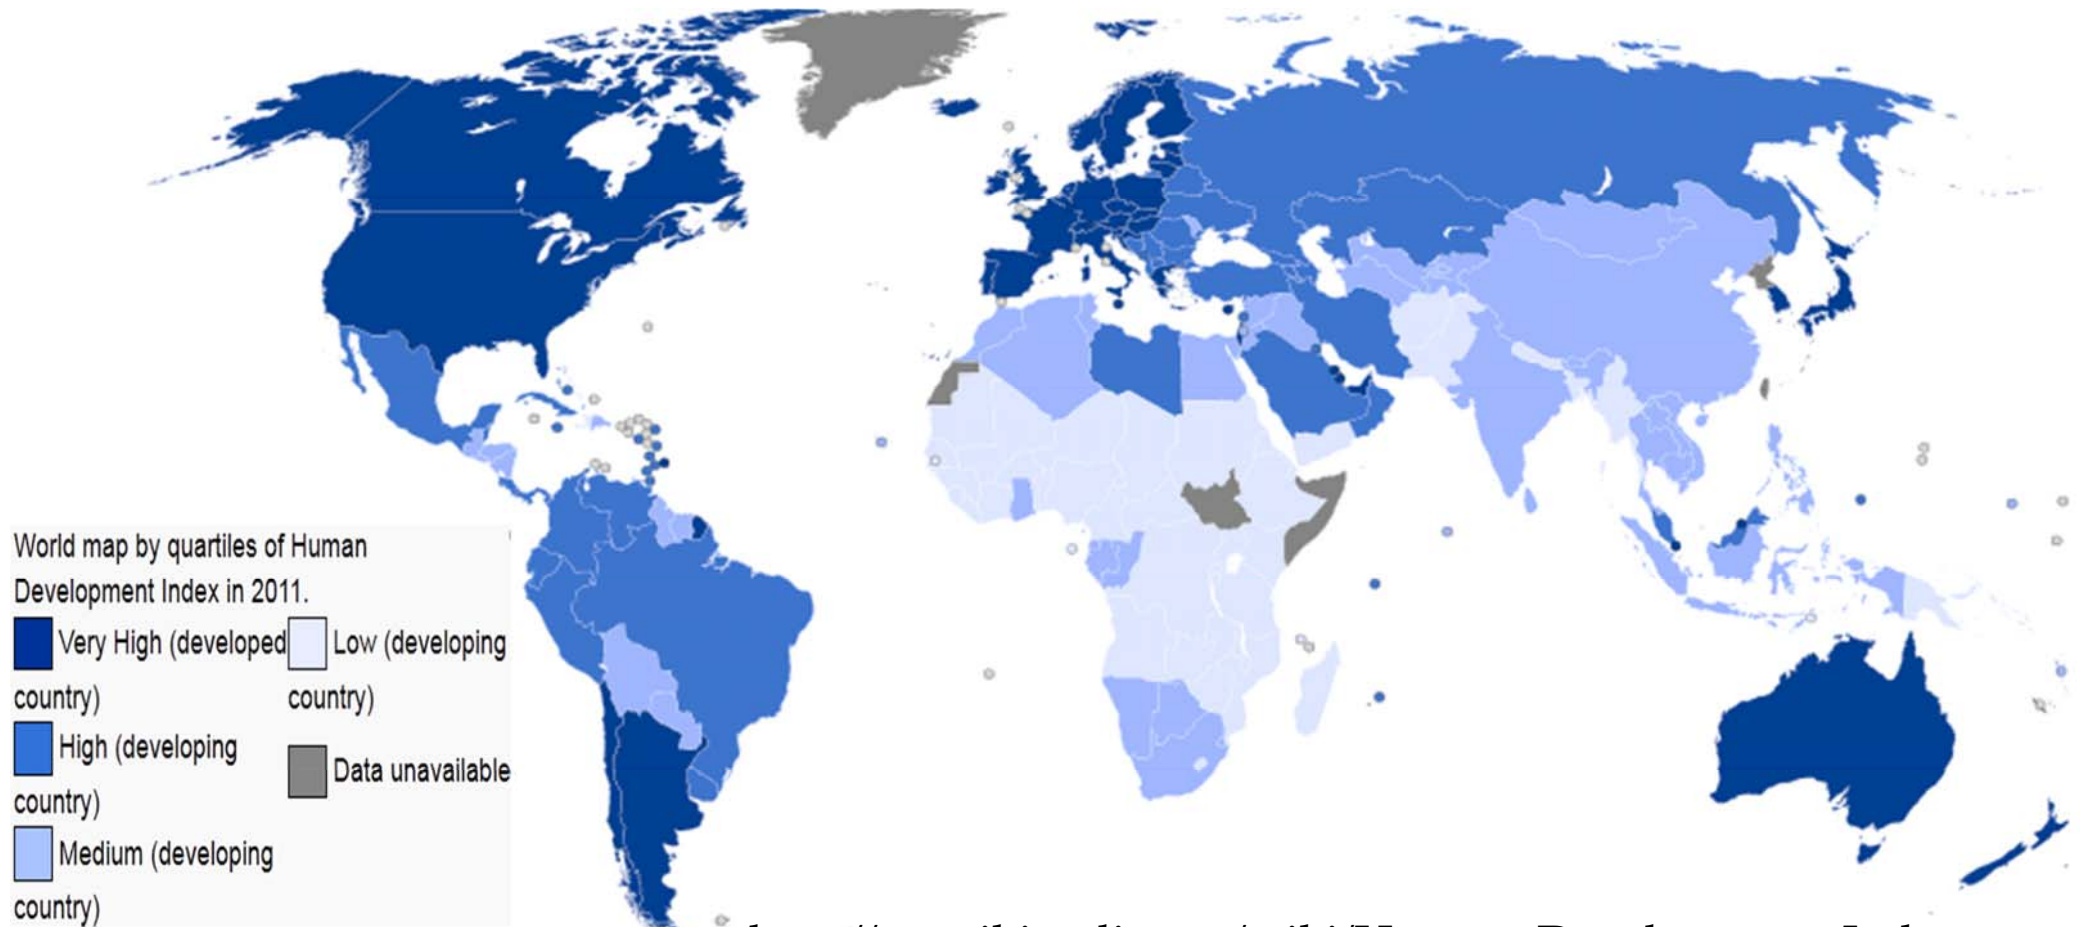 World map by quartiles of Human
Development Index in 2011.
Very High (developed
country)
High (developing
country)
Medium (developing
country)
Low (developing
country)
Data unavailable